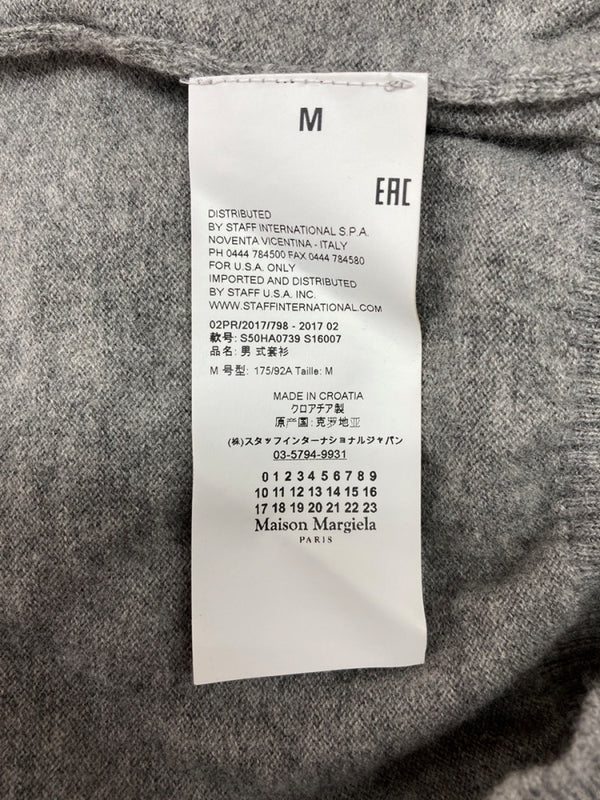 M
EAC
DISTRIBUTED
BY STAFF INTERNATIONAL S.P.A.
NOVENTA VICENTINA - ITALY
PH 0444 784500 FAX 0444 784580
FOR U.S.A. ONLY
IMPORTED AND DISTRIBUTED
BY STAFF U.S.A. INC.
WWW.STAFFINTERNATIONAL.COM
02PR/2017/798 - 2017 02
款号: S50HA0739 S16007
品名: 男 式套衫
M 号型: 175/92A Taille: M
MADE IN CROATIA
クロアチア製
原产国: 克罗地亚
(株)スタッフインターナショナルジャパン
03-5794-9931
0 1 2 3 4 5 6 7 8 9
10 11 12 13 14 15 16
17 18 19 20 21 22 23
Maison Margiela
PARIS